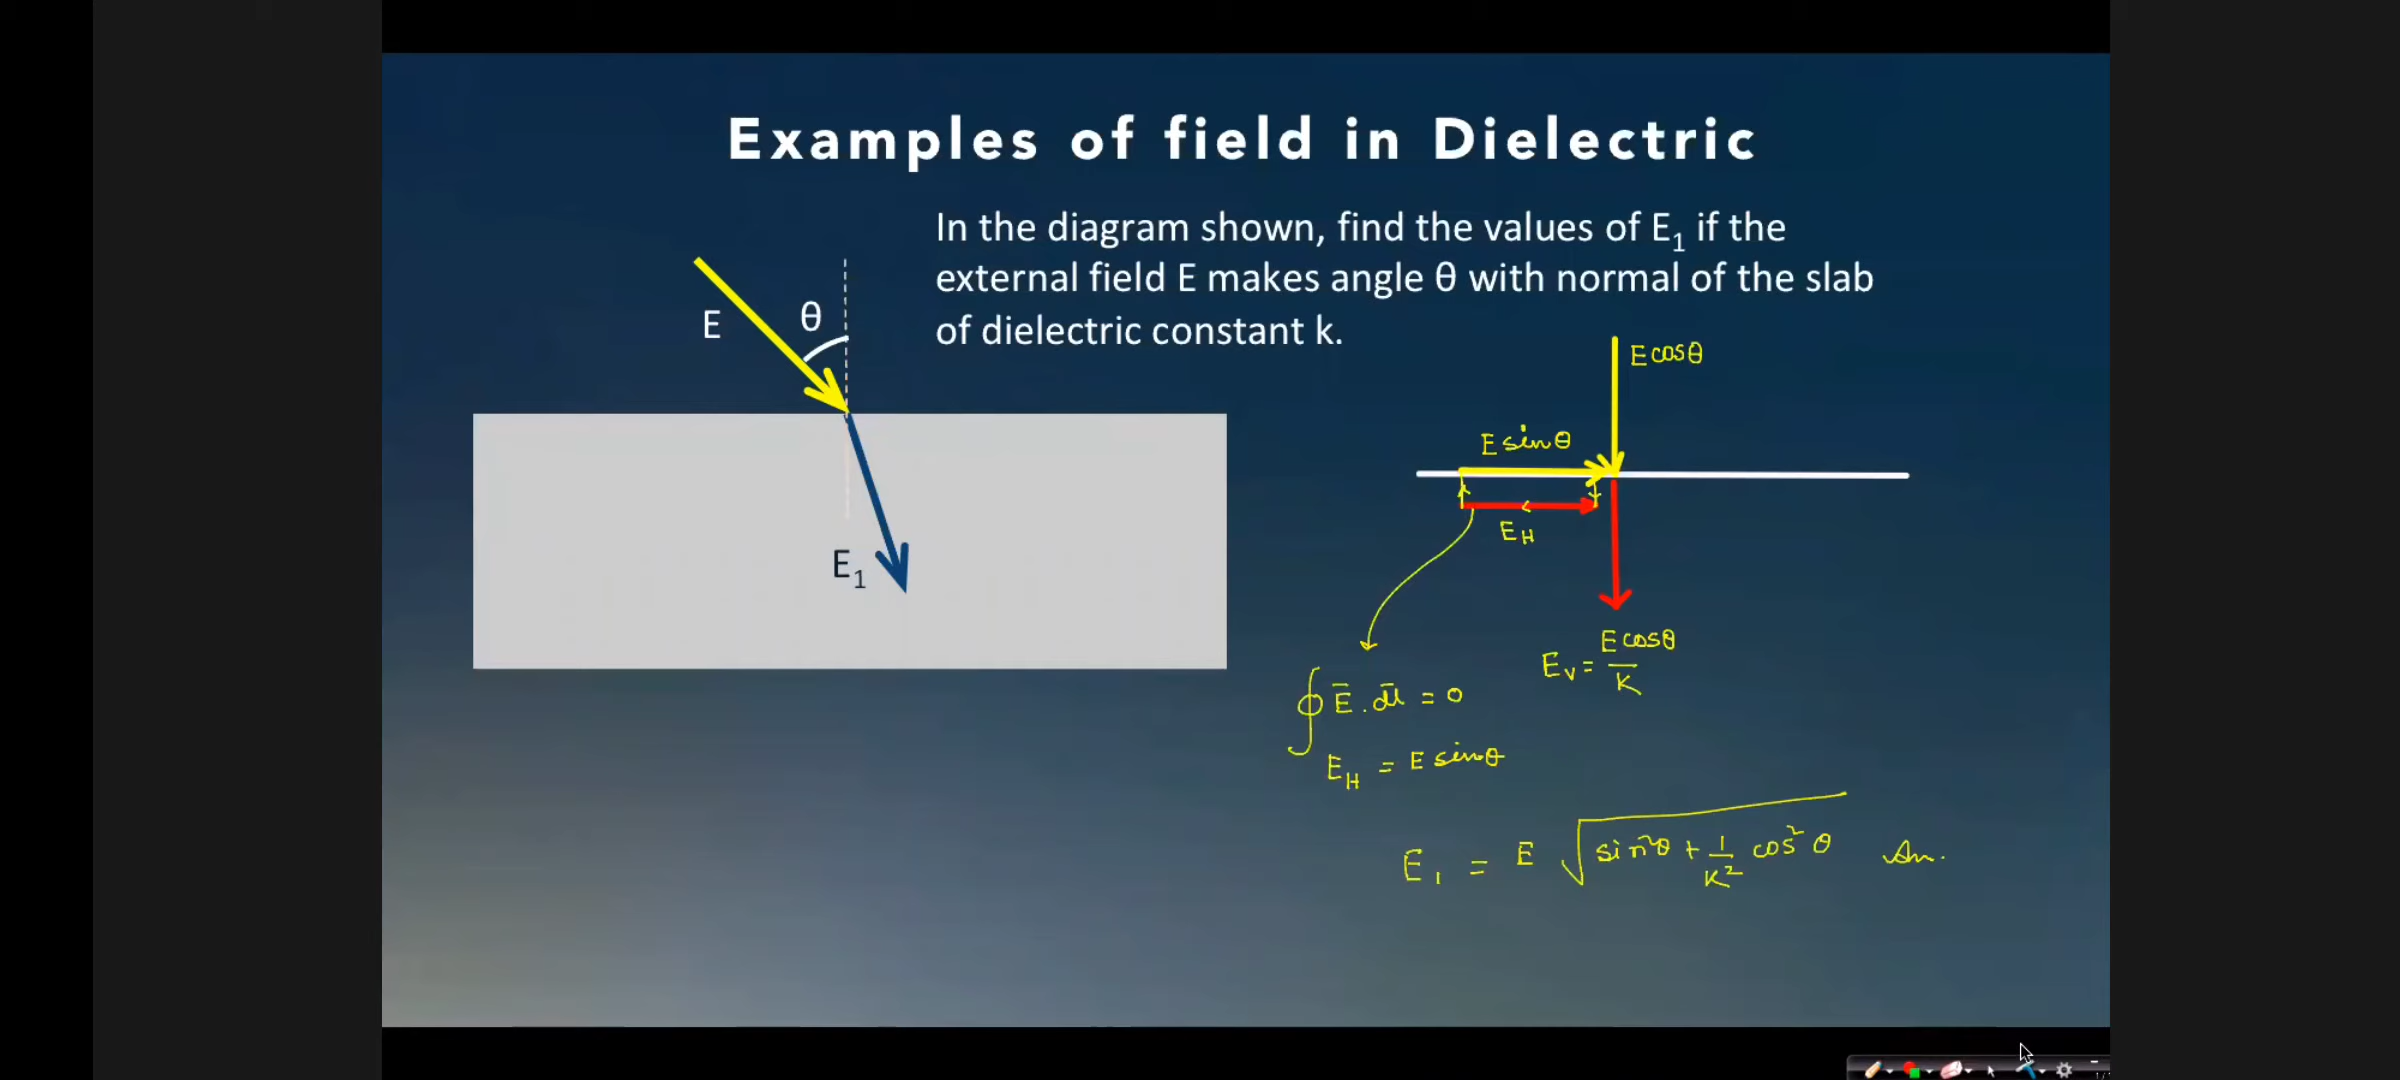 Examples of field in Dielectric
In the diagram shown, find the values of E₁ if the
external field E makes angle θ with normal of the slab
of dielectric constant k.
E
θ
E₁
E cosθ
E sinθ
E_H
E_V = E cosθ / K
∮ E̅ . dl̅ = 0
E_H = E sinθ
E₁ = E √(sin²θ + 1/K² cos²θ) An.